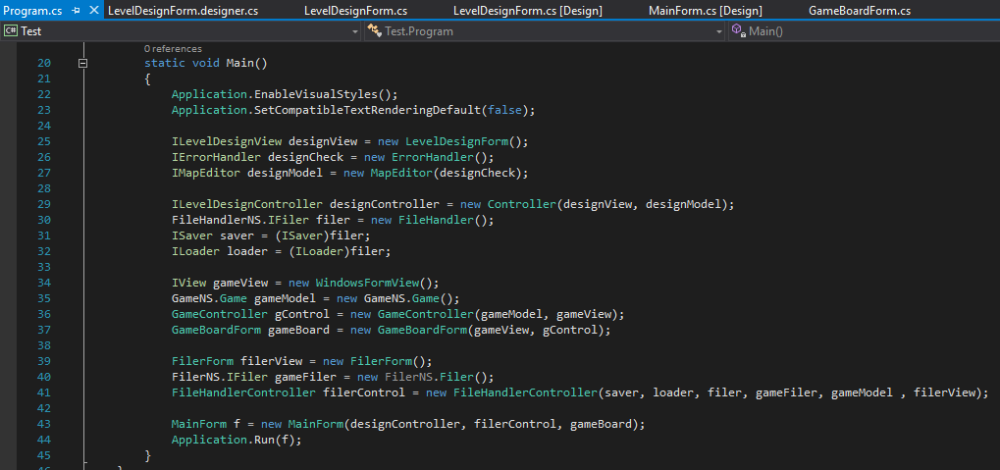 Program.cs LevelDesignForm.designer.cs LevelDesignForm.cs LevelDesignForm.cs [Design] MainForm.cs [Design] GameBoardForm.cs
C# Test Test.Program Main()
0 references
20 static void Main()
21 {
22 Application.EnableVisualStyles();
23 Application.SetCompatibleTextRenderingDefault(false);
24
25 ILevelDesignView designView = new LevelDesignForm();
26 IErrorHandler designCheck = new ErrorHandler();
27 IMapEditor designModel = new MapEditor(designCheck);
28
29 ILevelDesignController designController = new Controller(designView, designModel);
30 FileHandlerNS.IFiler filer = new FileHandler();
31 ISaver saver = (ISaver)filer;
32 ILoader loader = (ILoader)filer;
33
34 IView gameView = new WindowsFormView();
35 GameNS.Game gameModel = new GameNS.Game();
36 GameController gControl = new GameController(gameModel, gameView);
37 GameBoardForm gameBoard = new GameBoardForm(gameView, gControl);
38
39 FilerForm filerView = new FilerForm();
40 FilerNS.IFiler gameFiler = new FilerNS.Filer();
41 FileHandlerController filerControl = new FileHandlerController(saver, loader, filer, gameFiler, gameModel , filerView);
42
43 MainForm f = new MainForm(designController, filerControl, gameBoard);
44 Application.Run(f);
45 }
46 }